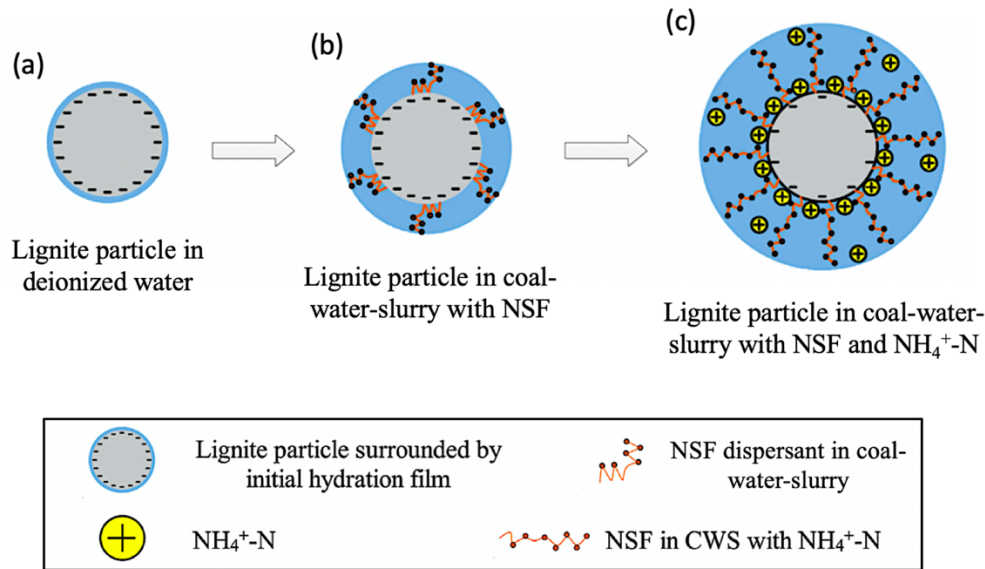 (a)
(b)
(c)
Lignite particle in
deionized water
Lignite particle in coal-
water-slurry with NSF
Lignite particle in coal-water-
slurry with NSF and NH₄⁺-N
Lignite particle surrounded by
initial hydration film
NSF dispersant in coal-
water-slurry
NH₄⁺-N
NSF in CWS with NH₄⁺-N